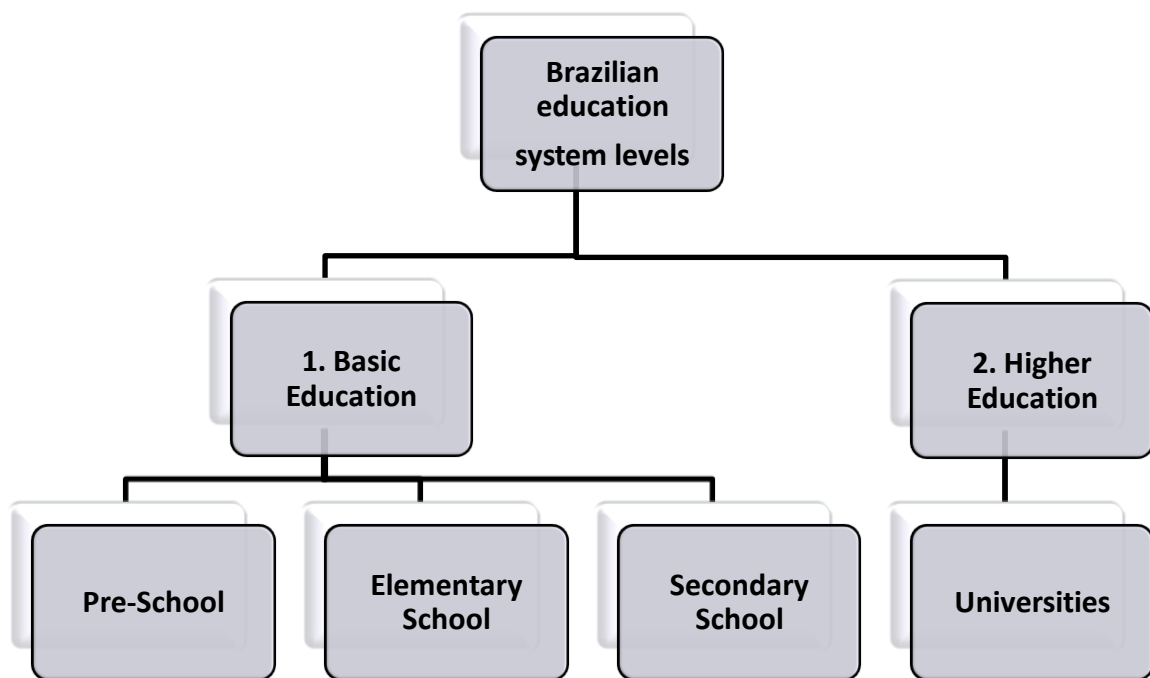 Brazilian
education
system levels
1. Basic
Education
2. Higher
Education
Pre-School
Elementary
School
Secondary
School
Universities